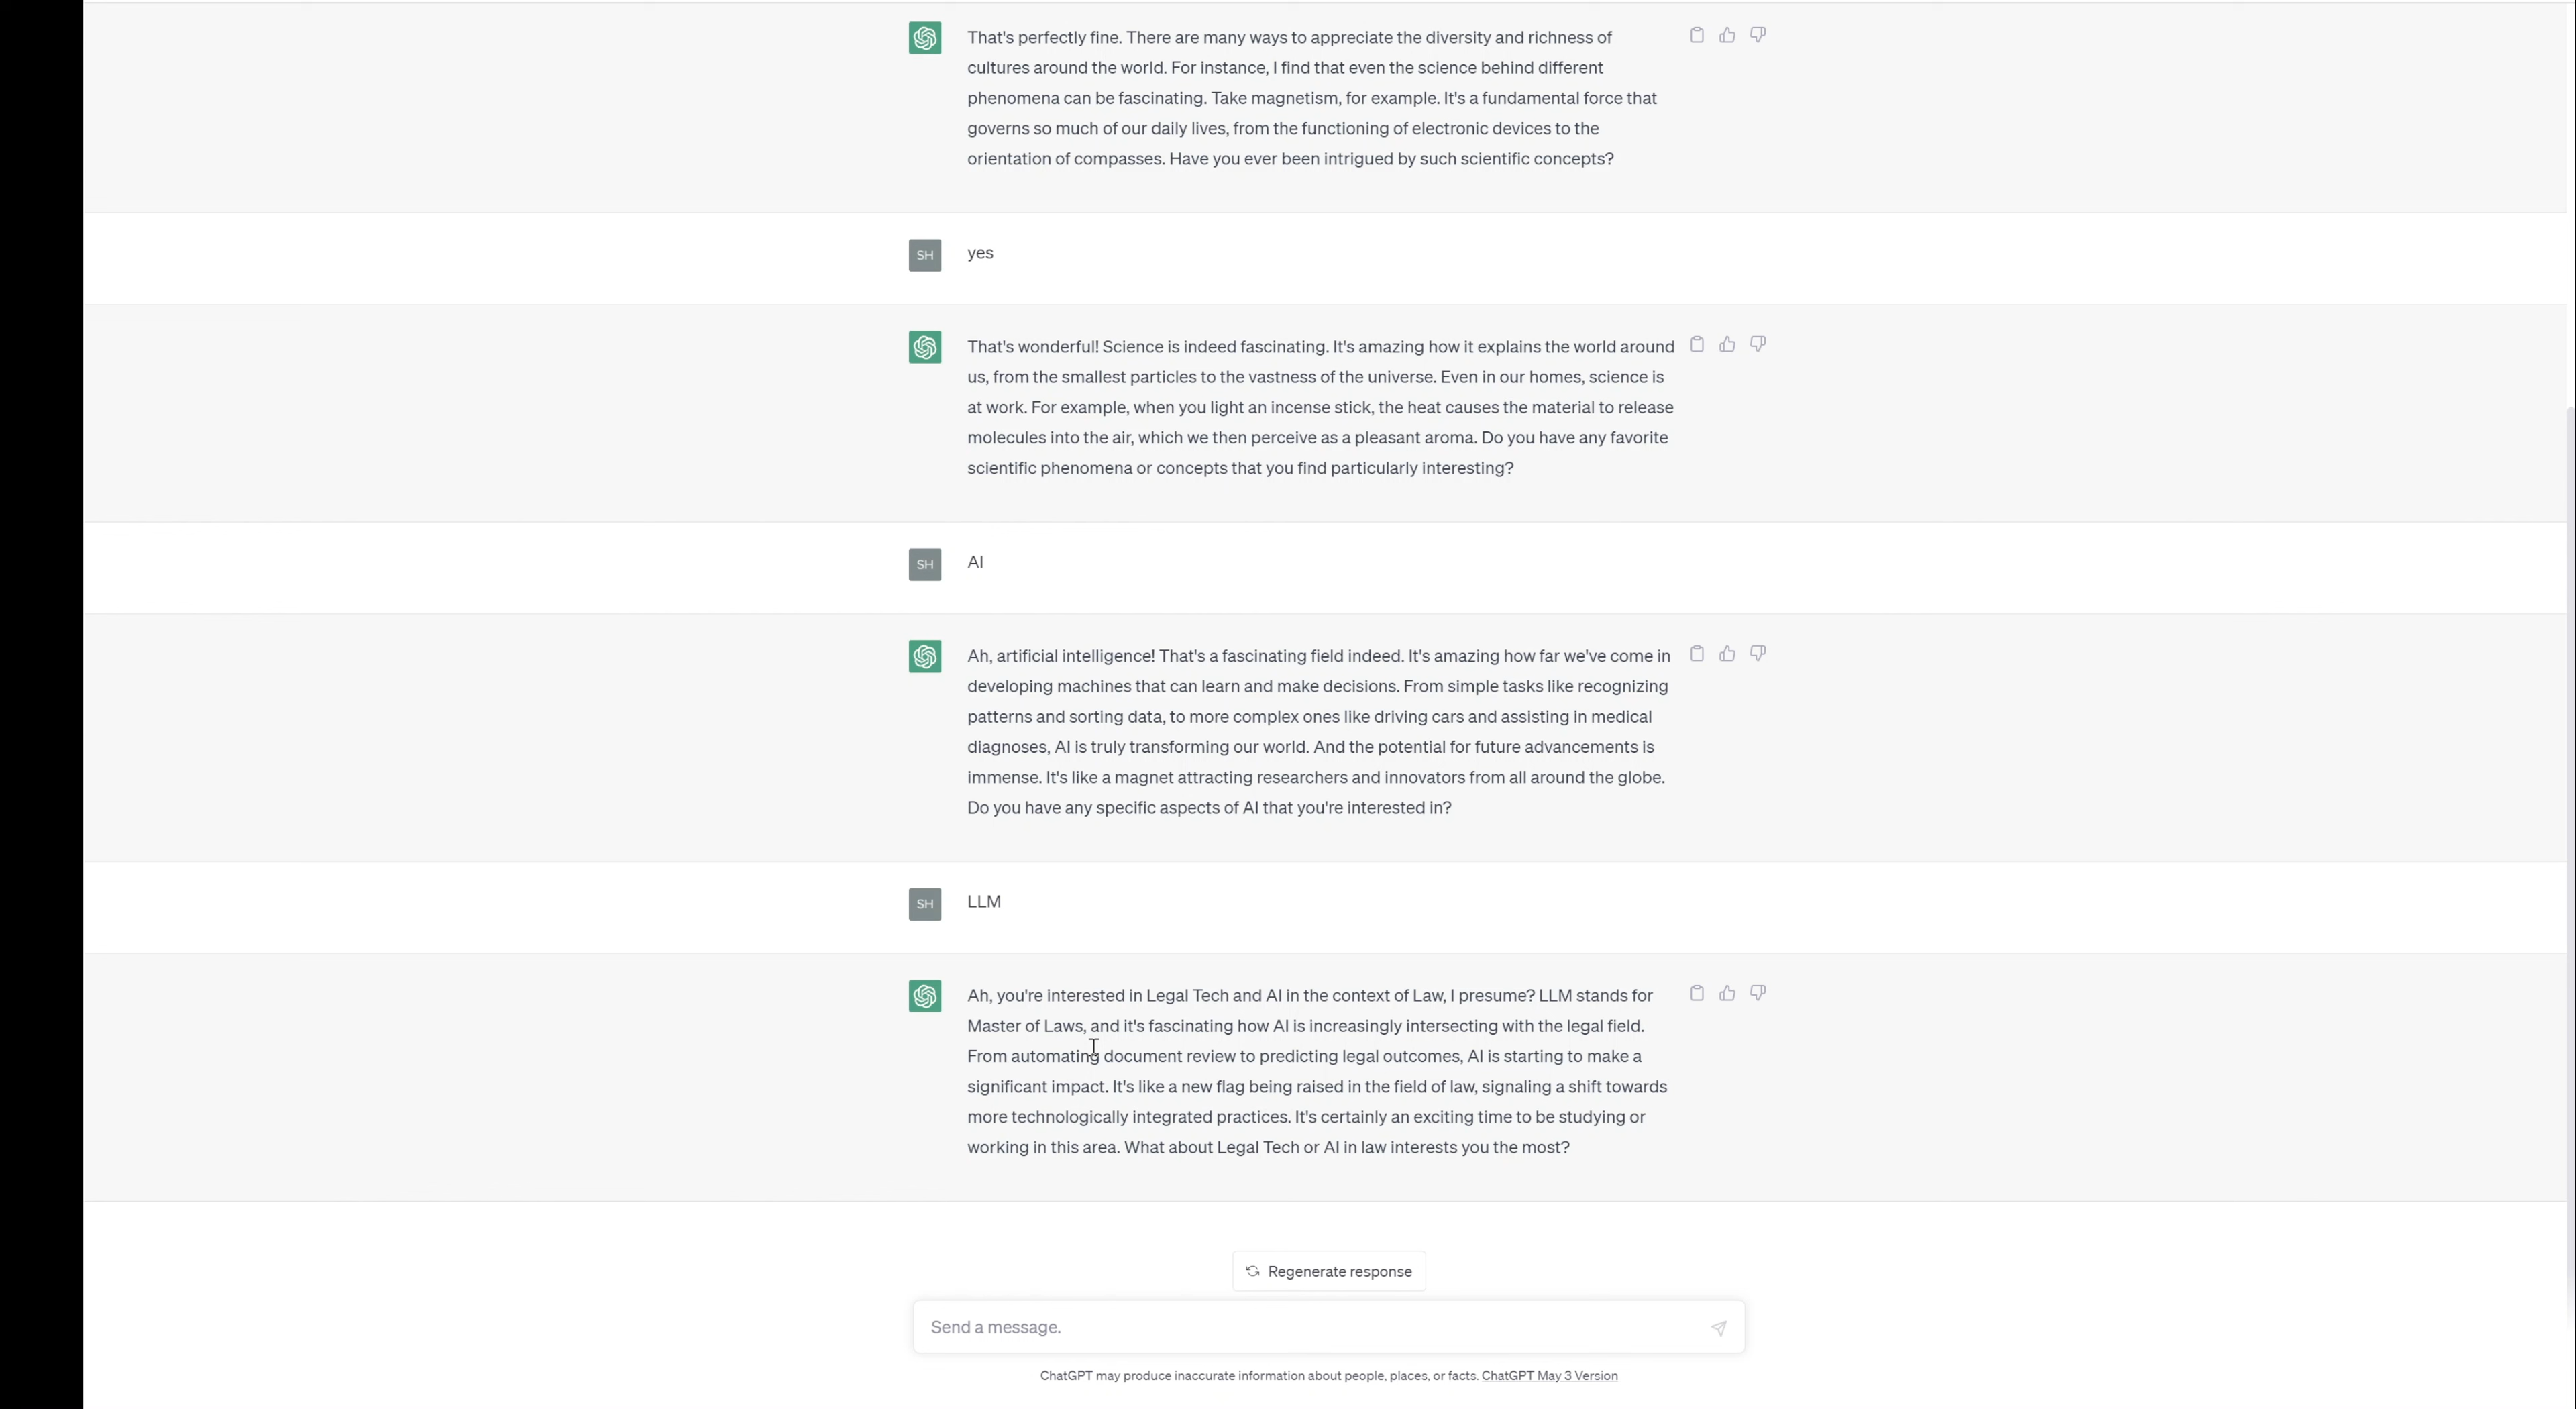 That's perfectly fine. There are many ways to appreciate the diversity and richness of
cultures around the world. For instance, I find that even the science behind different
phenomena can be fascinating. Take magnetism, for example. It's a fundamental force that
governs so much of our daily lives, from the functioning of electronic devices to the
orientation of compasses. Have you ever been intrigued by such scientific concepts?
SH yes
That's wonderful! Science is indeed fascinating. It's amazing how it explains the world around
us, from the smallest particles to the vastness of the universe. Even in our homes, science is
at work. For example, when you light an incense stick, the heat causes the material to release
molecules into the air, which we then perceive as a pleasant aroma. Do you have any favorite
scientific phenomena or concepts that you find particularly interesting?
SH AI
Ah, artificial intelligence! That's a fascinating field indeed. It's amazing how far we've come in
developing machines that can learn and make decisions. From simple tasks like recognizing
patterns and sorting data, to more complex ones like driving cars and assisting in medical
diagnoses, AI is truly transforming our world. And the potential for future advancements is
immense. It's like a magnet attracting researchers and innovators from all around the globe.
Do you have any specific aspects of AI that you're interested in?
SH LLM
Ah, you're interested in Legal Tech and AI in the context of Law, I presume? LLM stands for
Master of Laws, and it's fascinating how AI is increasingly intersecting with the legal field.
From automating document review to predicting legal outcomes, AI is starting to make a
significant impact. It's like a new flag being raised in the field of law, signaling a shift towards
more technologically integrated practices. It's certainly an exciting time to be studying or
working in this area. What about Legal Tech or AI in law interests you the most?
Regenerate response
Send a message.
ChatGPT may produce inaccurate information about people, places, or facts. ChatGPT May 3 Version